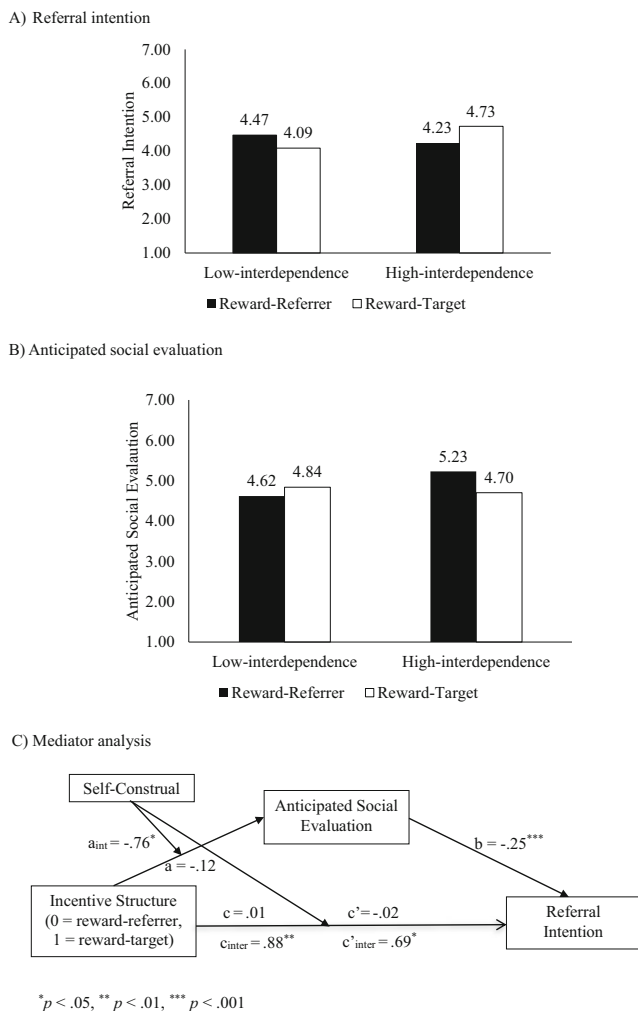 A) Referral intention
7.00
6.00
5.00
4.00
3.00
2.00
1.00
Referral Intention
4.47
4.09
4.23
4.73
Low-interdependence High-interdependence
Reward-Referrer Reward-Target
B) Anticipated social evaluation
7.00
6.00
5.00
4.00
3.00
2.00
1.00
Anticipated Social Evalaution
4.62
4.84
5.23
4.70
Low-interdependence High-interdependence
Reward-Referrer Reward-Target
C) Mediator analysis
Self-Construal
Anticipated Social
Evaluation
aint = -.76*
a = -.12
b = -.25***
Incentive Structure
(0 = reward-referrer,
1 = reward-target)
c = .01 c’ = -.02
cinter = .88** c’inter = .69*
Referral
Intention
*p < .05, ** p < .01, *** p < .001